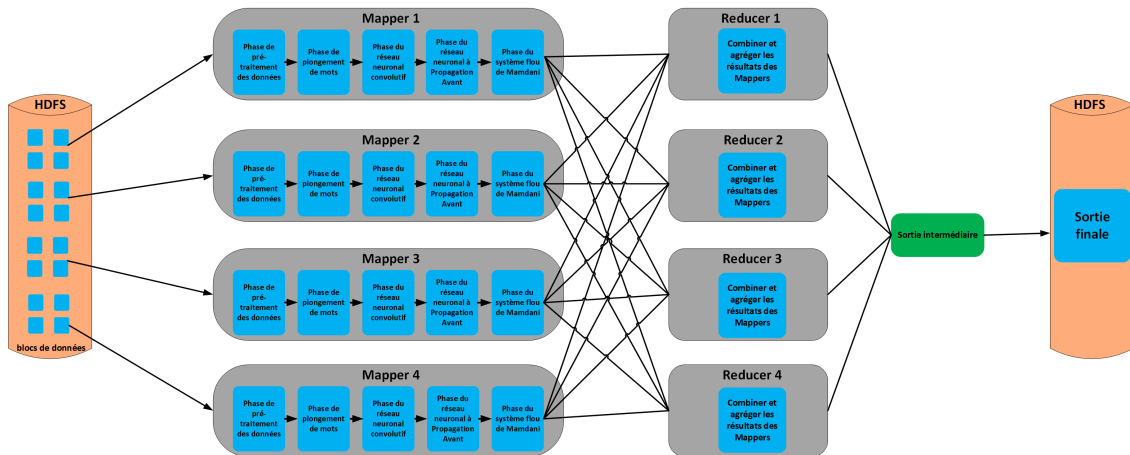 HDFS
blocs de données
Mapper 1
Phase de
pré-
traitement
des données
Phase de
plongement
de mots
Phase du
réseau
neuronal
convolutif
Phase du
réseau
neuronal à
Propagation
Avant
Phase du
système flou
de Mamdani
Mapper 2
Phase de
pré-
traitement
des données
Phase de
plongement
de mots
Phase du
réseau
neuronal
convolutif
Phase du
réseau
neuronal à
Propagation
Avant
Phase du
système flou
de Mamdani
Mapper 3
Phase de
pré-
traitement
des données
Phase de
plongement
de mots
Phase du
réseau
neuronal
convolutif
Phase du
réseau
neuronal à
Propagation
Avant
Phase du
système flou
de Mamdani
Mapper 4
Phase de
pré-
traitement
des données
Phase de
plongement
de mots
Phase du
réseau
neuronal
convolutif
Phase du
réseau
neuronal à
Propagation
Avant
Phase du
système flou
de Mamdani
Reducer 1
Combiner et
agréger les
résultats des
Mappers
Reducer 2
Combiner et
agréger les
résultats des
Mappers
Reducer 3
Combiner et
agréger les
résultats des
Mappers
Reducer 4
Combiner et
agréger les
résultats des
Mappers
Sortie intermédiaire
HDFS
Sortie
finale